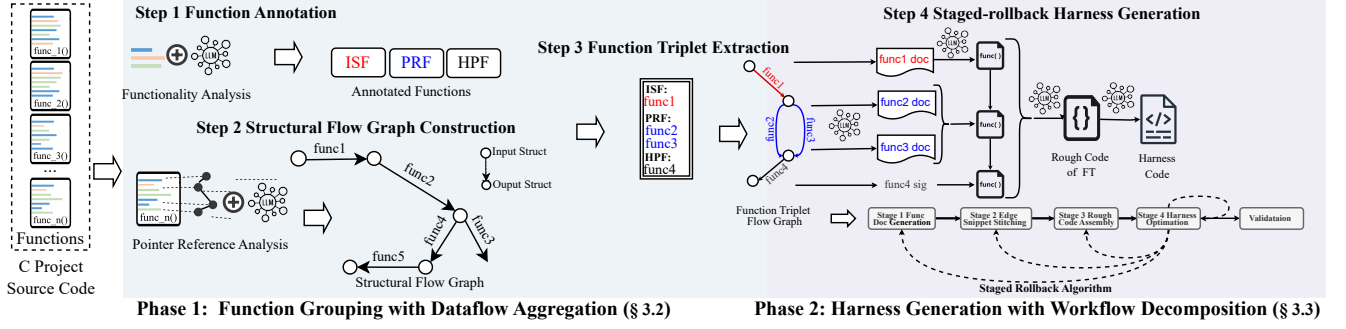 func_1()
func_2()
func_3()
...
func_n()
Functions
C Project
Source Code
Step 1 Function Annotation
LLM
Functionality Analysis
ISF
PRF
HPF
Annotated Functions
Step 2 Structural Flow Graph Construction
func_n()
LLM
Pointer Reference Analysis
func1
func2
func4
func3
func5
Input Struct
Ouput Struct
Structural Flow Graph
Step 3 Function Triplet Extraction
ISF:
func1
PRF:
func2
func3
HPF:
func4
func1
func2
func3
func4
Function Triplet
Flow Graph
Step 4 Staged-rollback Harness Generation
func1 doc
LLM
func2 doc
LLM
func3 doc
func4 sig
func( )
func( )
func( )
LLM
{}
Rough Code
of FT
LLM
</>
Harness
Code
Stage 1 Func
Doc Generation
Stage 2 Edge
Snippet Stitching
Stage 3 Rough
Code Assembly
Stage 4 Harness
Optimation
Validataion
Staged Rollback Algorithm
Phase 1: Function Grouping with Dataflow Aggregation (§ 3.2)
Phase 2: Harness Generation with Workflow Decomposition (§ 3.3)